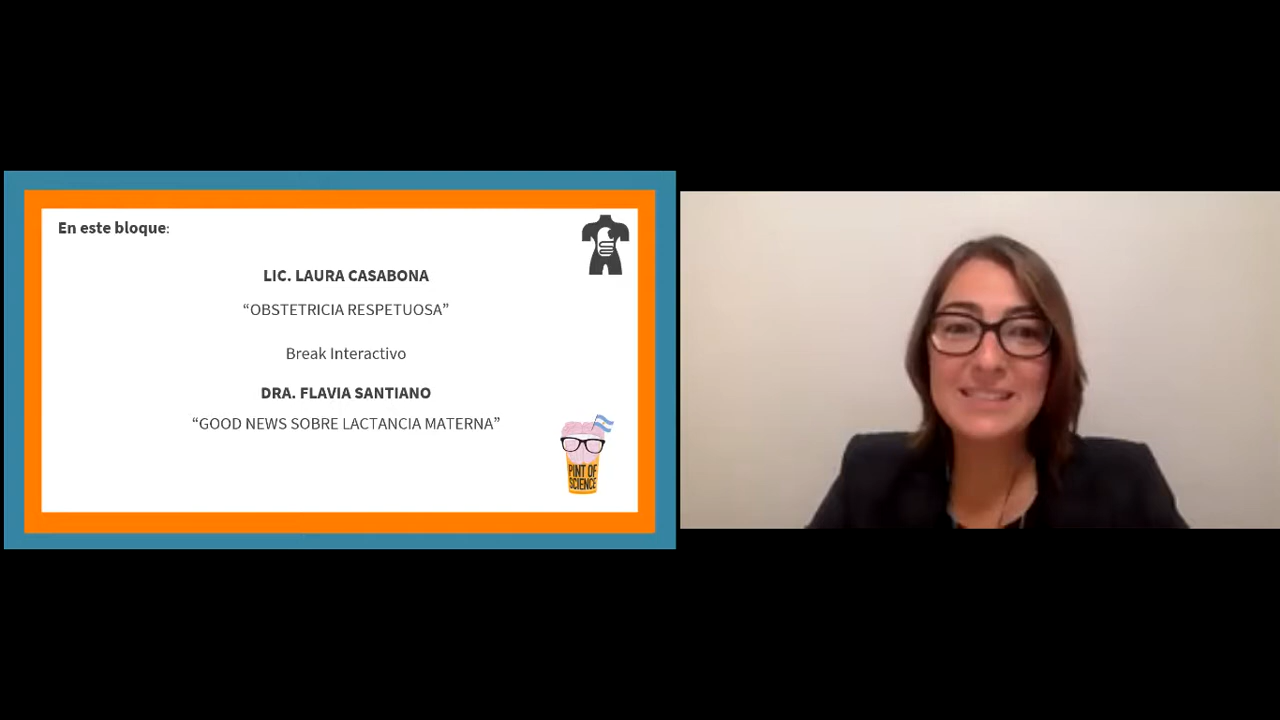 En este bloque:
LIC. LAURA CASABONA
“OBSTETRICIA RESPETUOSA”
Break Interactivo
DRA. FLAVIA SANTIANO
“GOOD NEWS SOBRE LACTANCIA MATERNA”
PINT OF
SCIENCE